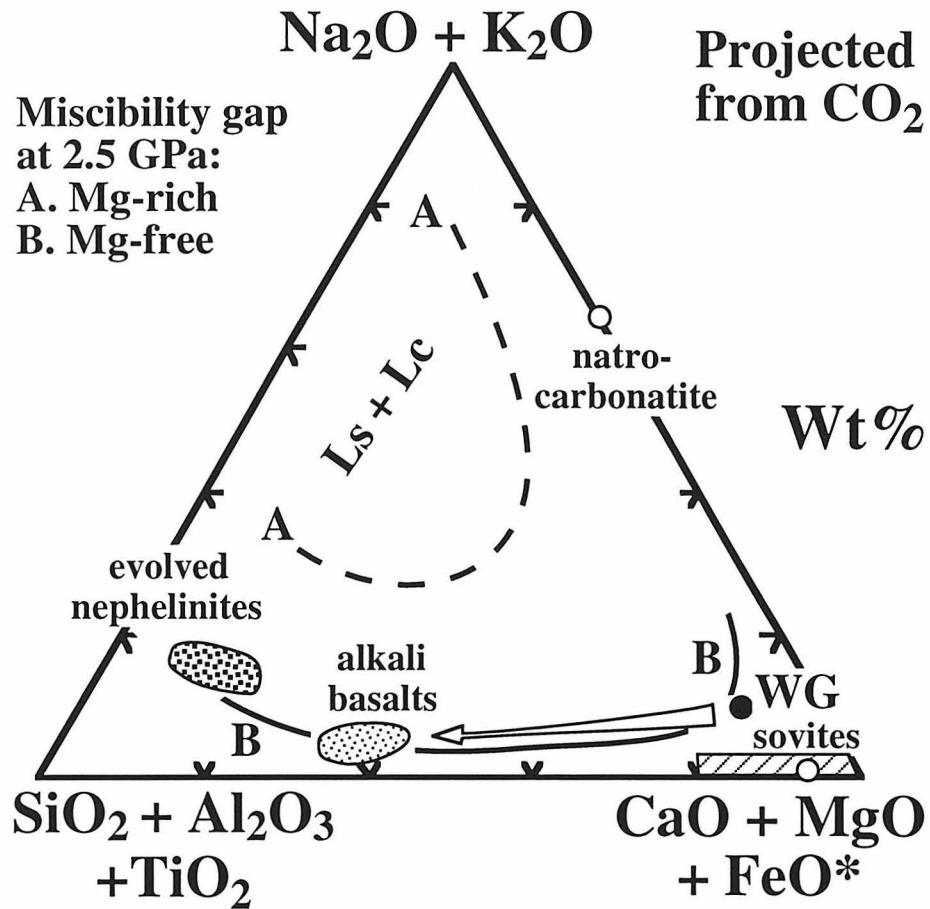 Na₂O + K₂O
Projected
from CO₂
Miscibility gap
at 2.5 GPa:
A. Mg-rich
B. Mg-free
A
natro-
carbonatite
Ls + Lc
Wt%
A
evolved
nephelinites
alkali
basalts
B
WG
B
sovites
SiO₂ + Al₂O₃
+TiO₂
CaO + MgO
+ FeO*